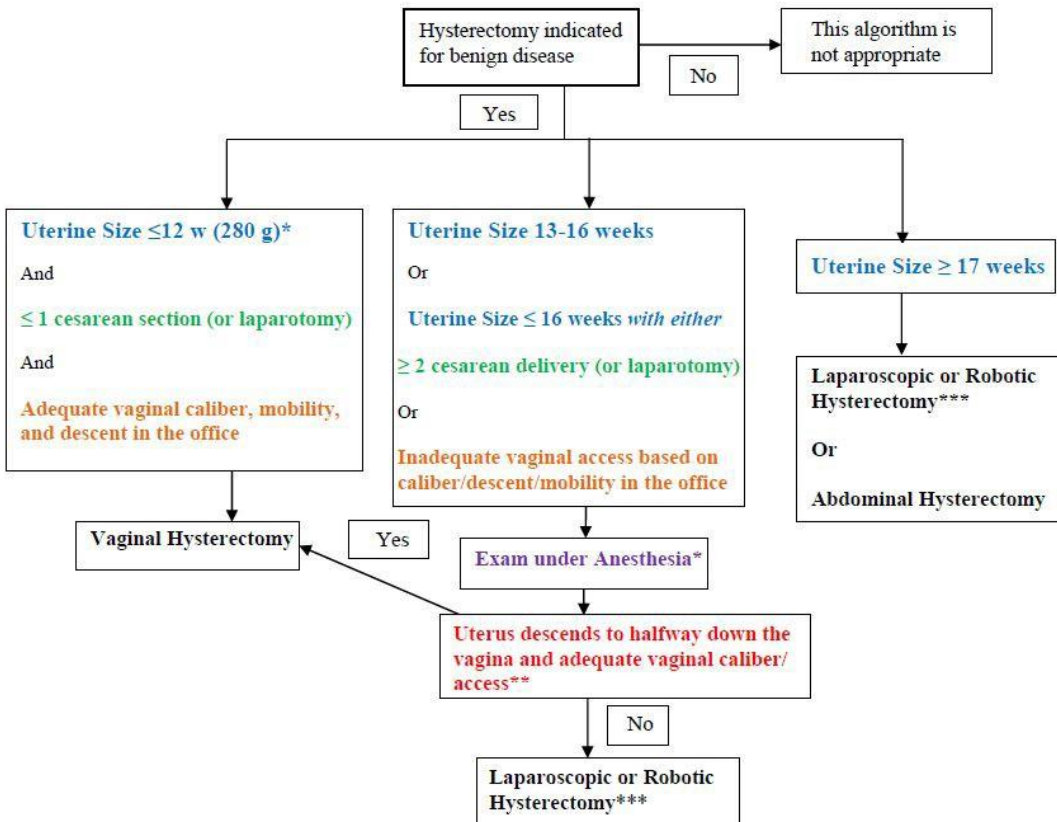 Hysterectomy indicated
for benign disease
This algorithm is
not appropriate
No
Yes
Uterine Size ≤12 w (280 g)*
And
≤ 1 cesarean section (or laparotomy)
And
Adequate vaginal caliber, mobility,
and descent in the office
Uterine Size 13-16 weeks
Or
Uterine Size ≤ 16 weeks with either
≥ 2 cesarean delivery (or laparotomy)
Or
Inadequate vaginal access based on
caliber/descent/mobility in the office
Uterine Size ≥ 17 weeks
Laparoscopic or Robotic
Hysterectomy***
Or
Abdominal Hysterectomy
Vaginal Hysterectomy
Yes
Exam under Anesthesia*
Uterus descends to halfway down the
vagina and adequate vaginal caliber/
access**
No
Laparoscopic or Robotic
Hysterectomy***